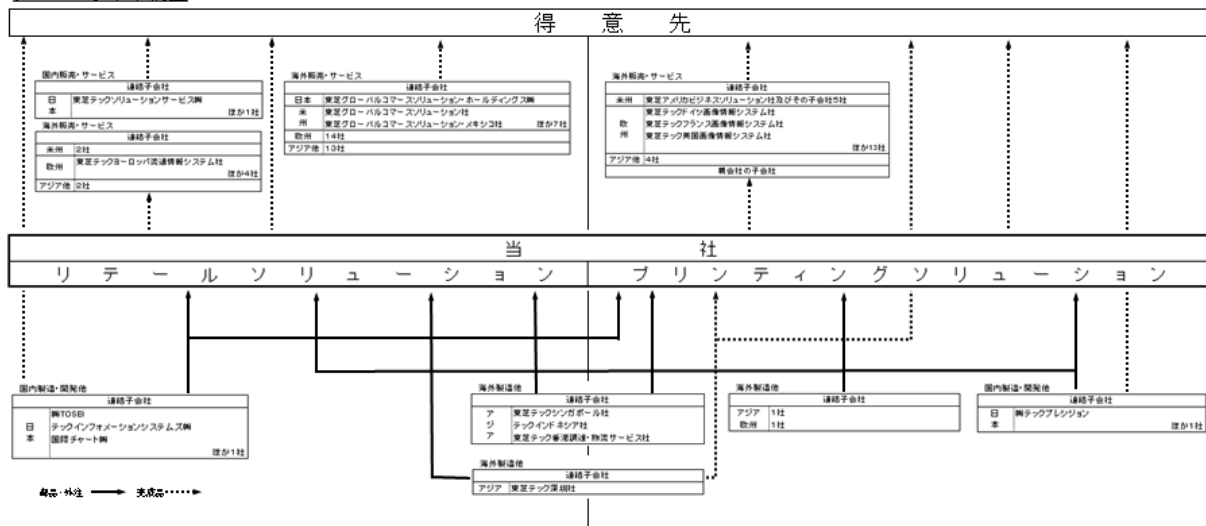 得意先
国内販売・サービス
連結子会社
日本 東芝テックソリューションサービス㈱
ほか1社
海外販売・サービス
連結子会社
米州 2社
欧州 東芝テックヨーロッパ流通情報システム社
ほか4社
アジア他 2社
海外販売・サービス
連結子会社
日本 東芝グローバルコマースソリューション・ホールディングス㈱
米州 東芝グローバルコマースソリューション社
東芝グローバルコマースソリューション・メキシコ社 ほか7社
欧州 14社
アジア他 13社
海外販売・サービス
連結子会社
米州 東芝アメリカビジネスソリューション社及びその子会社5社
欧州 東芝テックドイツ画像情報システム社
東芝テックフランス画像情報システム社
東芝テック英国画像情報システム社
ほか13社
アジア他 4社
親会社の子会社
当社
リテールソリューション
プリンティングソリューション
国内製造・開発他
連結子会社
日本 ㈱TOSEI
テックインフォメーションシステムズ㈱
国際チャート㈱
ほか1社
海外製造他
連結子会社
アジア 東芝テックシンガポール社
テックインドネシア社
東芝テック香港調達・物流サービス社
海外製造他
連結子会社
アジア 東芝テック深圳社
海外製造他
連結子会社
アジア 1社
欧州 1社
国内製造・開発他
連結子会社
日本 ㈱テックプレシジョン
ほか1社
部品・外注 完成品